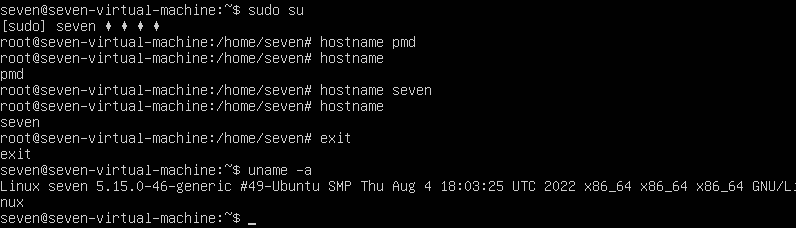 seven@seven-virtual-machine:~$ sudo su
[sudo] seven ♦ ♦ ♦ ♦
root@seven-virtual-machine:/home/seven# hostname pmd
root@seven-virtual-machine:/home/seven# hostname
pmd
root@seven-virtual-machine:/home/seven# hostname seven
root@seven-virtual-machine:/home/seven# hostname
seven
root@seven-virtual-machine:/home/seven# exit
exit
seven@seven-virtual-machine:~$ uname -a
Linux seven 5.15.0-46-generic #49-Ubuntu SMP Thu Aug 4 18:03:25 UTC 2022 x86_64 x86_64 x86_64 GNU/Li
nux
seven@seven-virtual-machine:~$ _